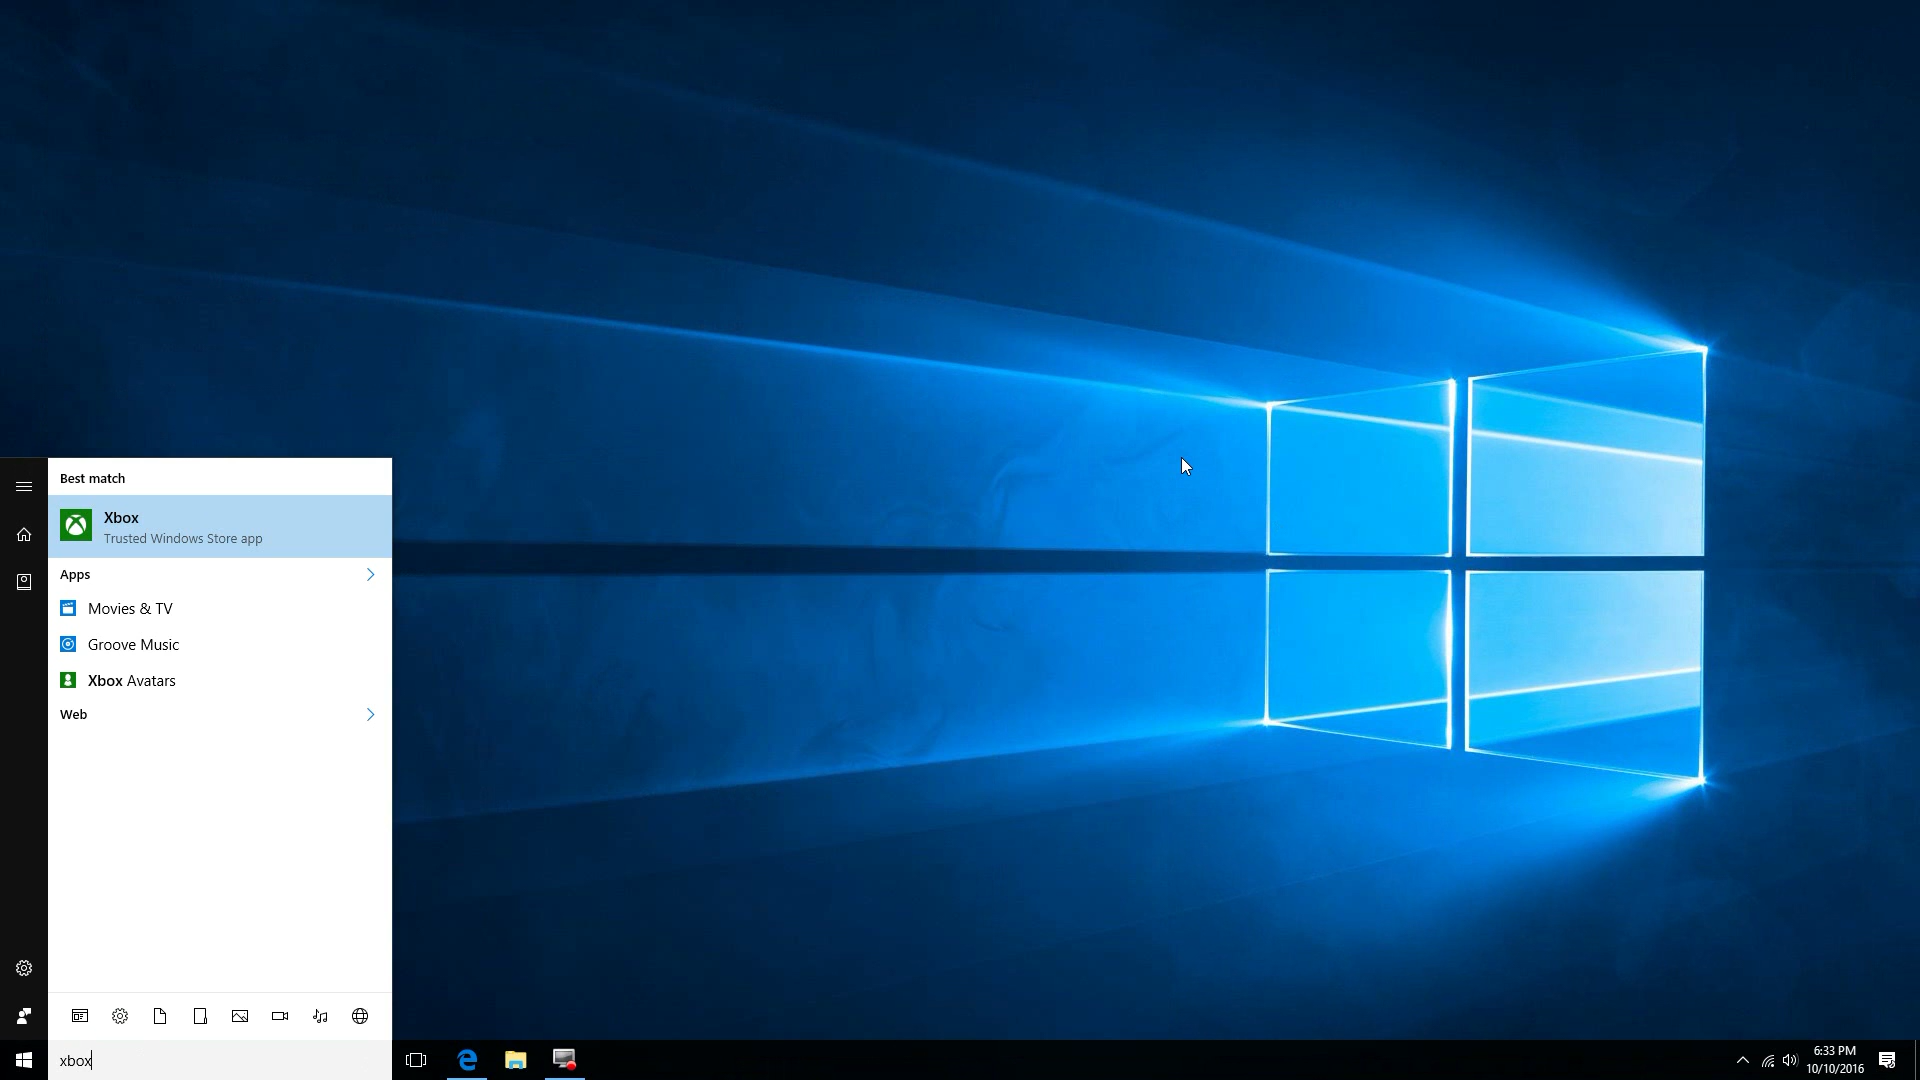 Best match
Xbox
Trusted Windows Store app
Apps
Movies & TV
Groove Music
Xbox Avatars
Web
xbox
6:33 PM
10/10/2016